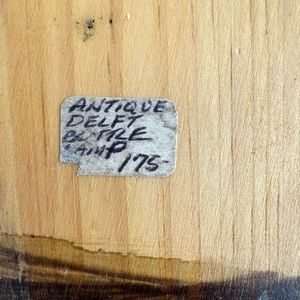 ANTIQUE
DELFT
BOTTLE
LAMP
175-